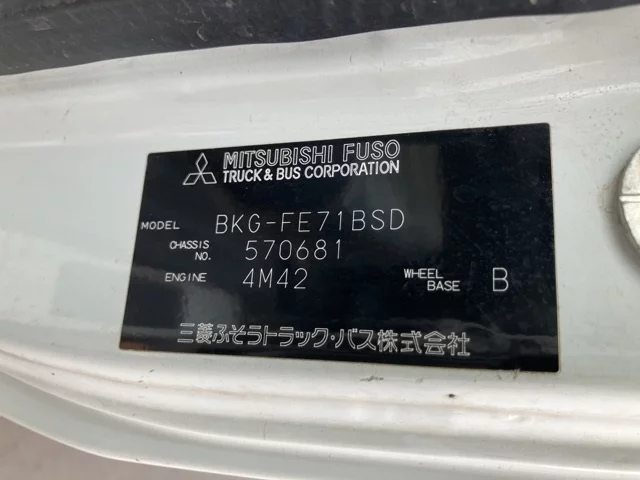 MITSUBISHI FUSO
TRUCK & BUS CORPORATION
MODEL BKG-FE71BSD
CHASSIS NO. 570681
ENGINE 4M42 WHEEL BASE B
三菱ふそうトラック・バス株式会社